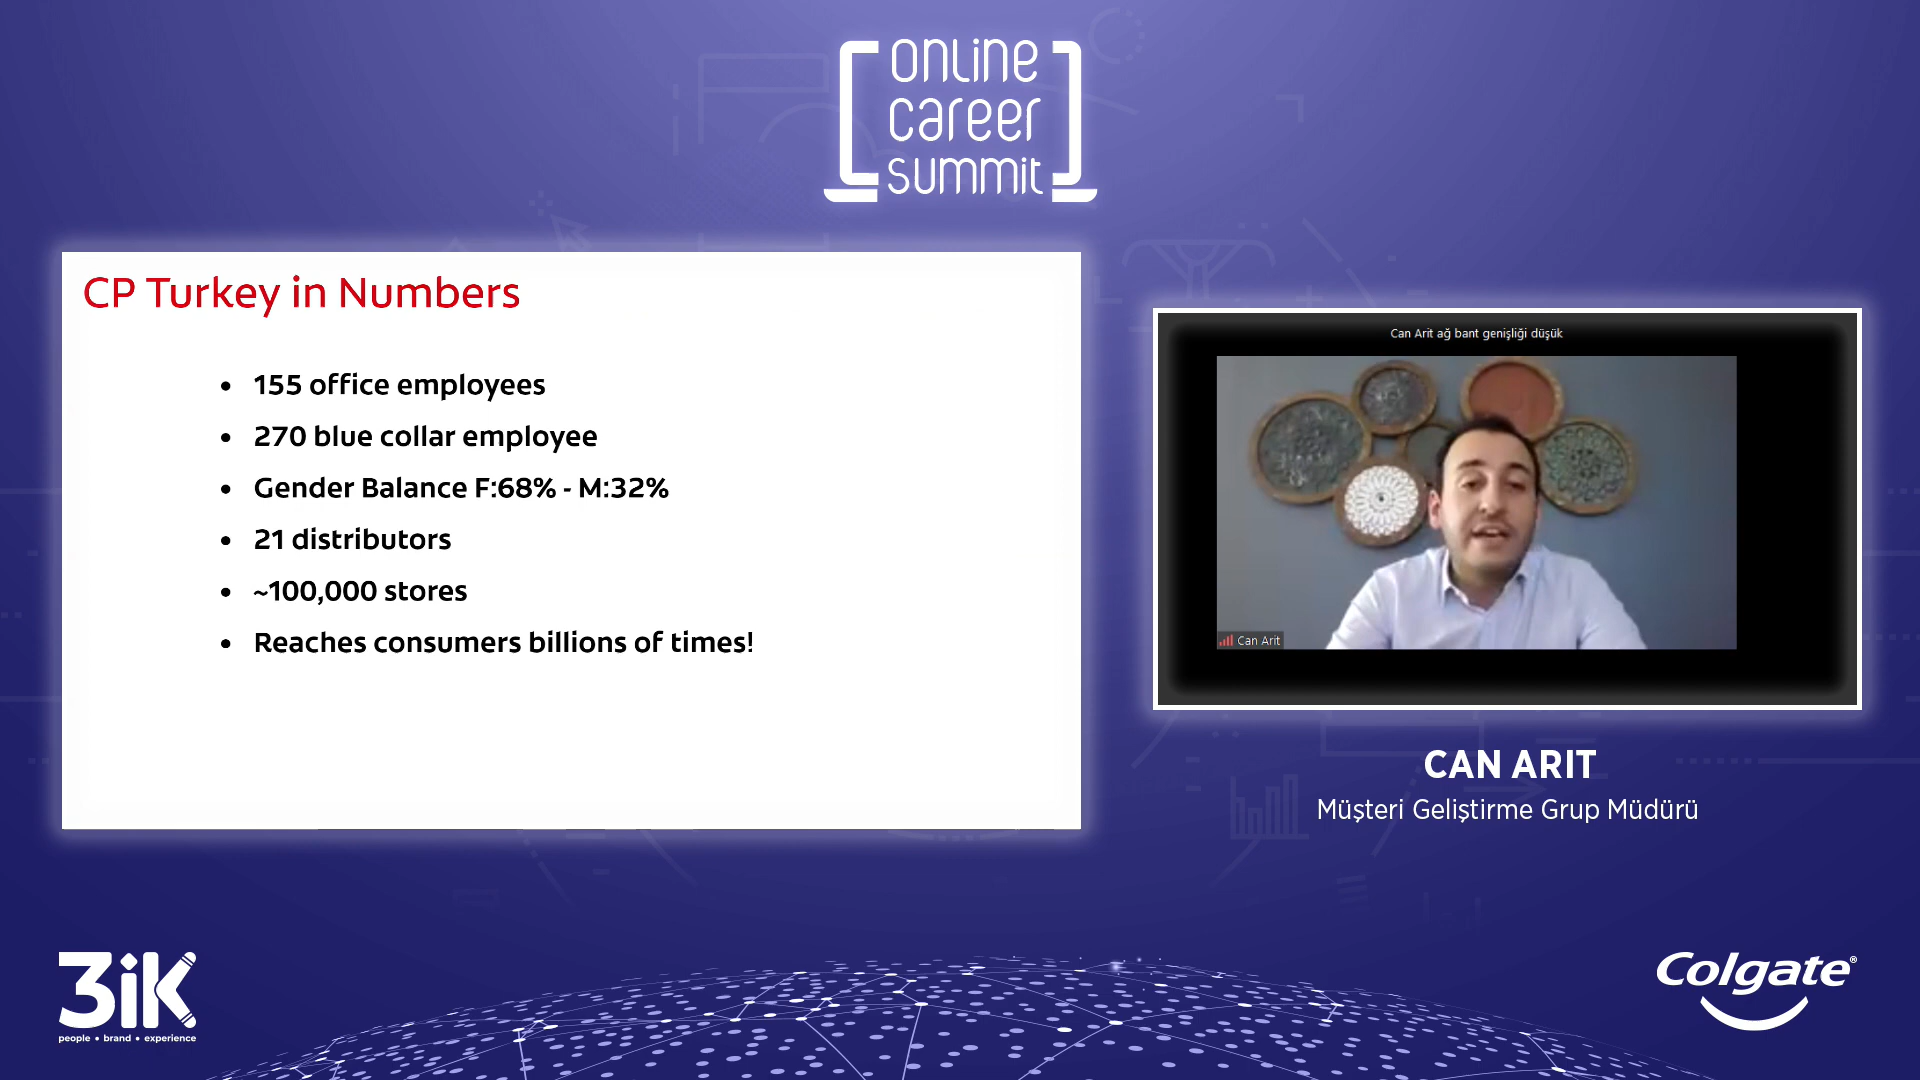 online
career
summit
CP Turkey in Numbers
• 155 office employees
• 270 blue collar employee
• Gender Balance F:68% - M:32%
• 21 distributors
• ~100,000 stores
• Reaches consumers billions of times!
Can Arit ağ bant genişliği düşük
Can Arit
CAN ARIT
Müşteri Geliştirme Grup Müdürü
3iK
people • brand • experience
Colgate®